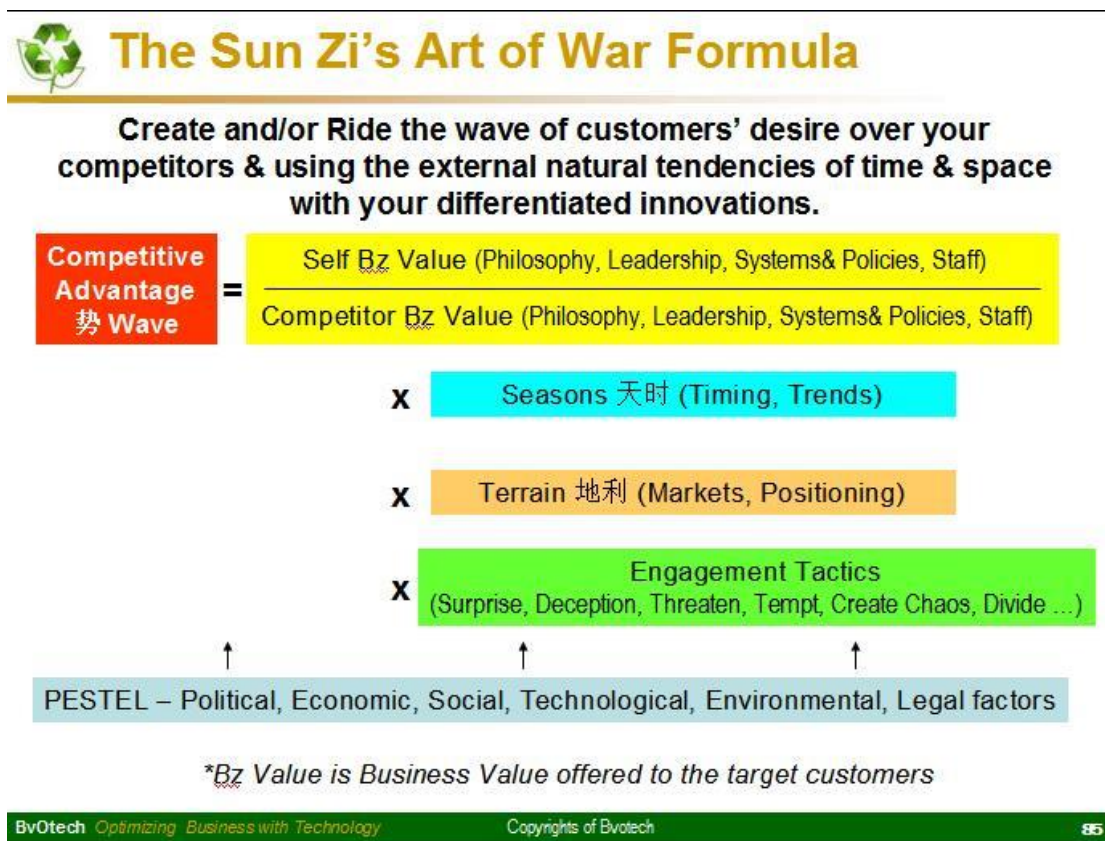 The Sun Zi's Art of War Formula
Create and/or Ride the wave of customers' desire over your
competitors & using the external natural tendencies of time & space
with your differentiated innovations.
Competitive
Advantage
势 Wave
=
Self Bz Value (Philosophy, Leadership, Systems& Policies, Staff)
Competitor Bz Value (Philosophy, Leadership, Systems& Policies, Staff)
x
Seasons 天时 (Timing, Trends)
x
Terrain 地利 (Markets, Positioning)
x
Engagement Tactics
(Surprise, Deception, Threaten, Tempt, Create Chaos, Divide ...)
PESTEL – Political, Economic, Social, Technological, Environmental, Legal factors
*Bz Value is Business Value offered to the target customers
BvOtech Optimizing Business with Technology
Copyrights of Bvotech
85